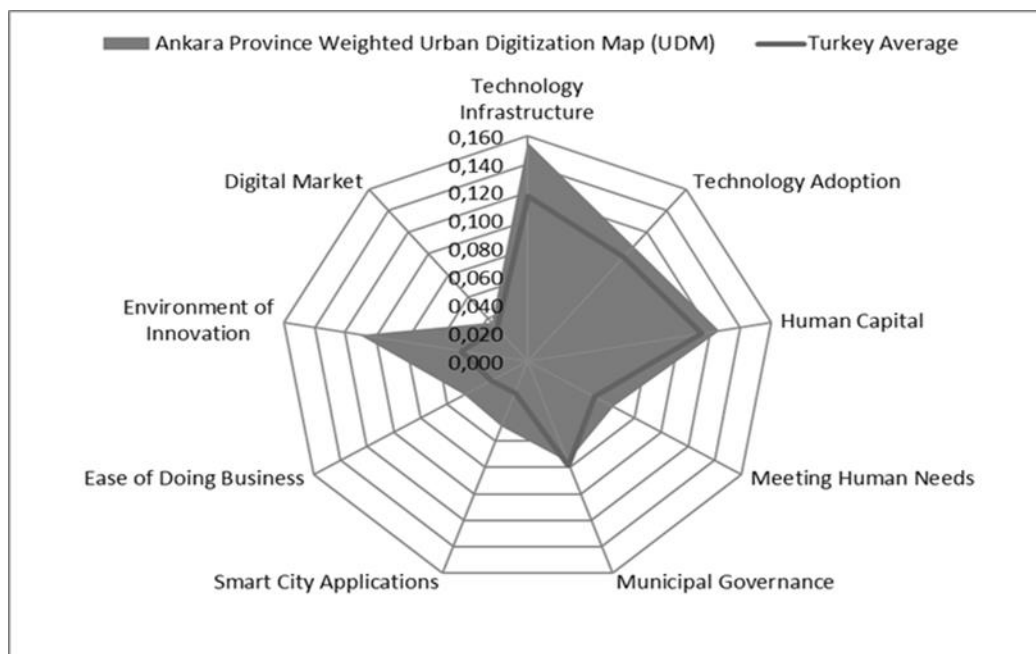 Ankara Province Weighted Urban Digitization Map (UDM)
Turkey Average
Technology
Infrastructure
0,160
0,140
0,120
0,100
0,080
0,060
0,040
0,020
0,000
Digital Market
Technology Adoption
Environment of
Innovation
Human Capital
Ease of Doing Business
Meeting Human Needs
Smart City Applications
Municipal Governance